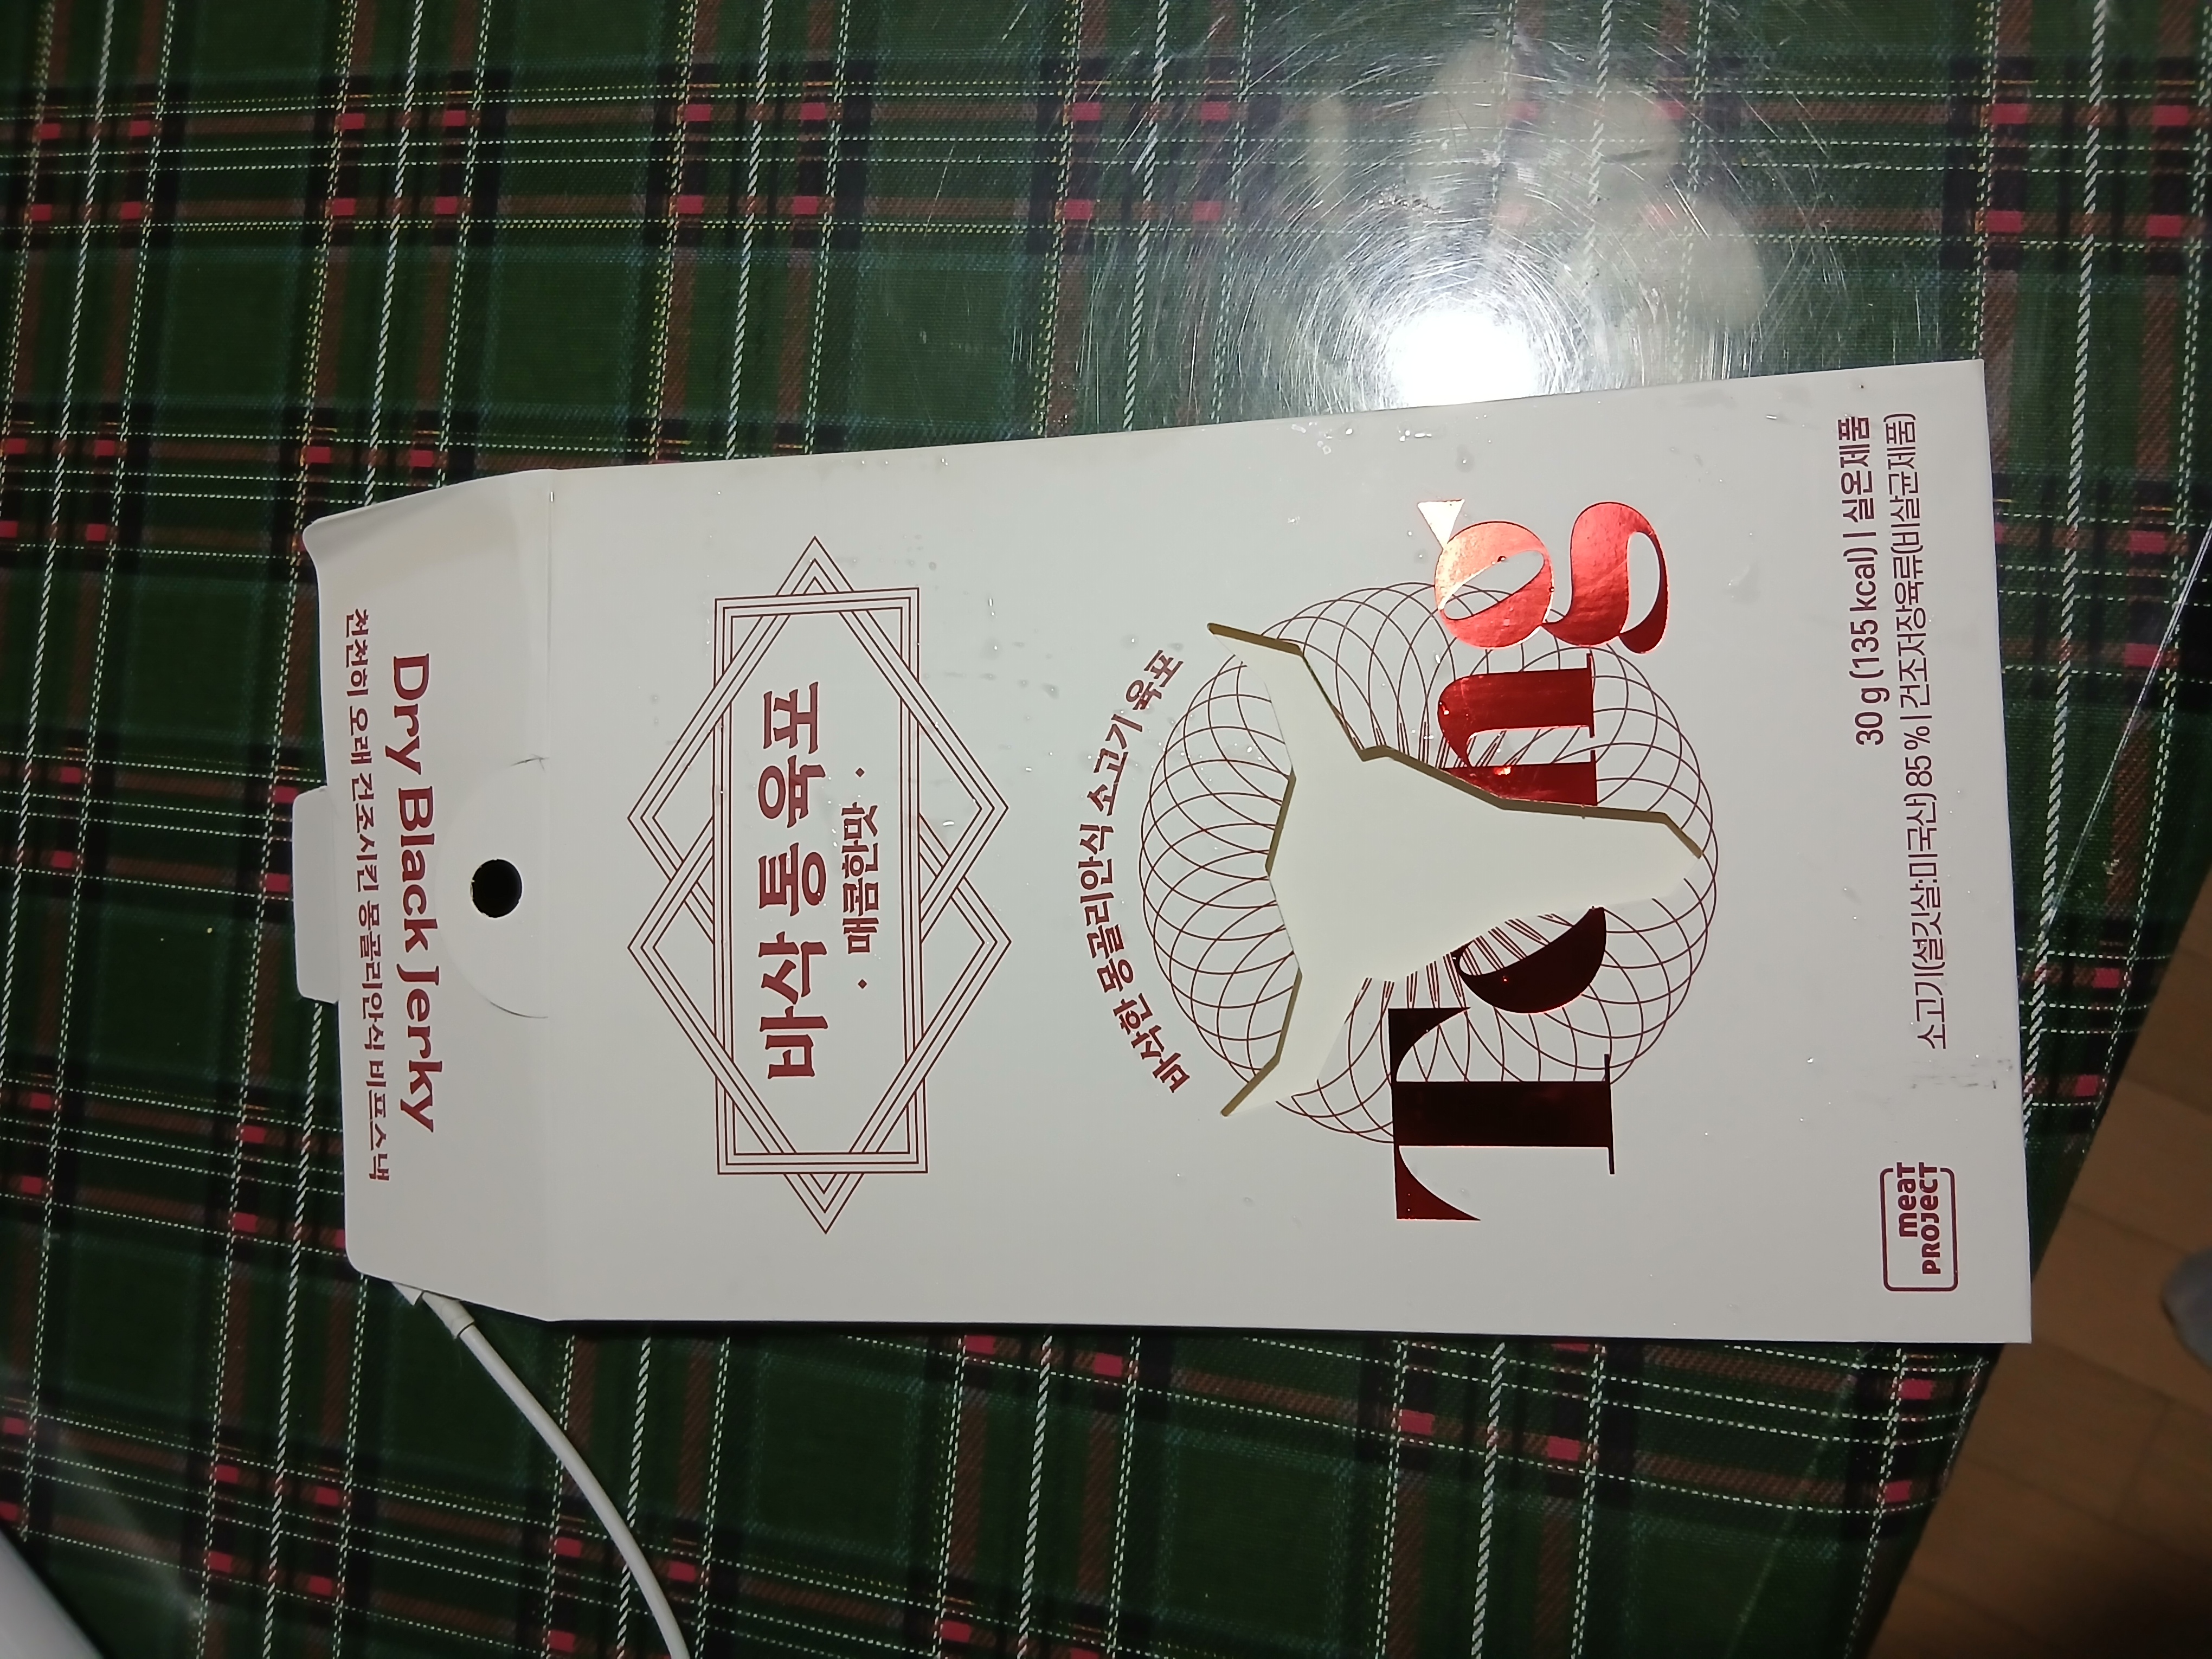 Dry Black Jerky
천천히 오래 건조시킨 몽골리안식 비프스낵
바삭 통 육포
· 매콤한맛 ·
바삭한 몽골리안식 소고기 육포
Tong
30 g (135 kcal) | 실온제품
소고기(설깃살:미국산) 85 % | 건조저장육류(비살균제품)
meat
PROJECT